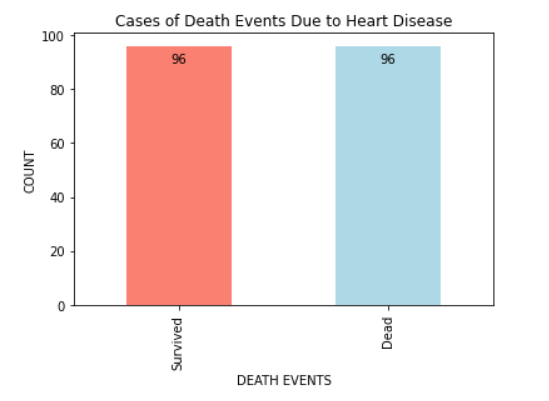 Cases of Death Events Due to Heart Disease
100
80
60
40
20
0
COUNT
96
96
Survived
Dead
DEATH EVENTS